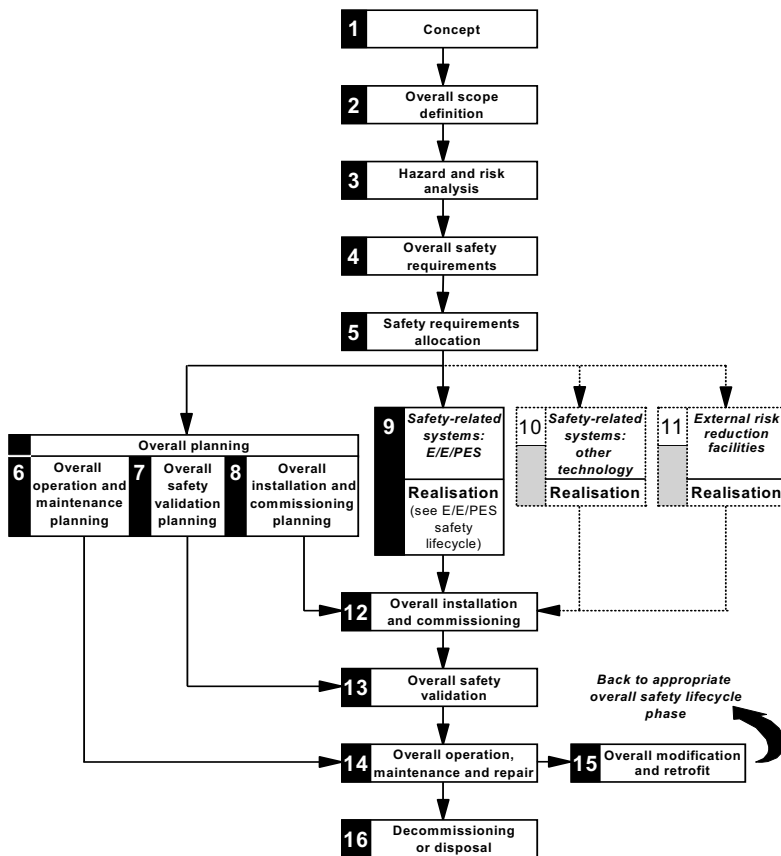 1
Concept
2
Overall scope
definition
3
Hazard and risk
analysis
4
Overall safety
requirements
5
Safety requirements
allocation
Overall planning
6
Overall
operation and
maintenance
planning
7
Overall
safety
validation
planning
8
Overall
installation and
commissioning
planning
9
Safety-related
systems:
E/E/PES
Realisation
(see E/E/PES
safety
lifecycle)
10
Safety-related
systems:
other
technology
Realisation
11
External risk
reduction
facilities
Realisation
12
Overall installation
and commissioning
13
Overall safety
validation
Back to appropriate
overall safety lifecycle
phase
14
Overall operation,
maintenance and repair
15
Overall modification
and retrofit
16
Decommissioning
or disposal